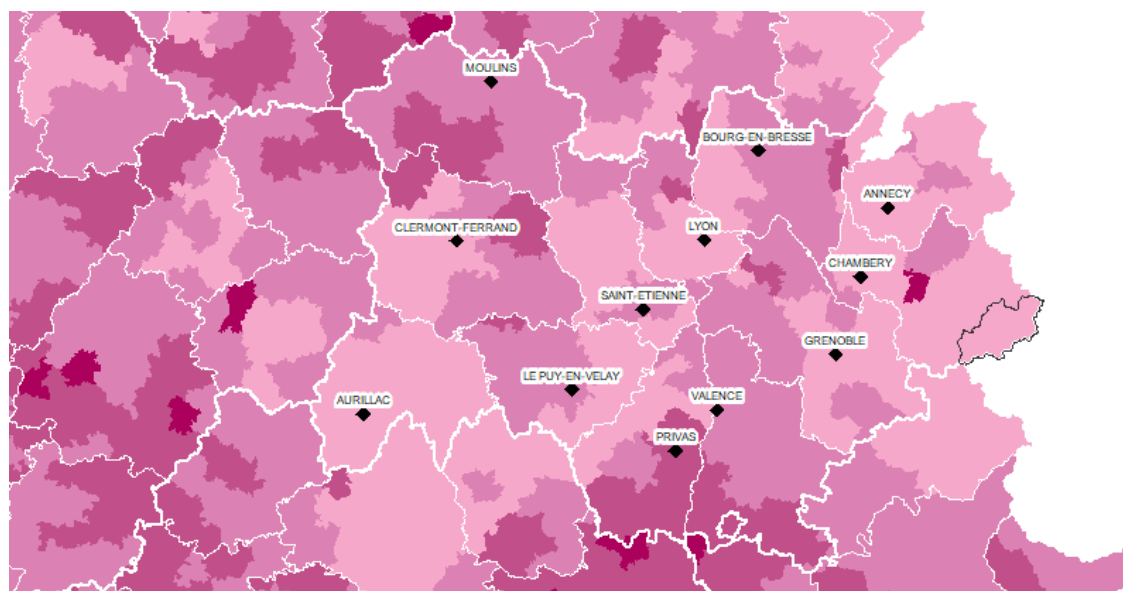 MOULINS
BOURG-EN-BRESSE
ANNECY
CLERMONT-FERRAND
LYON
CHAMBERY
SAINT-ETIENNE
GRENOBLE
LE PUY-EN-VELAY
AURILLAC
VALENCE
PRIVAS